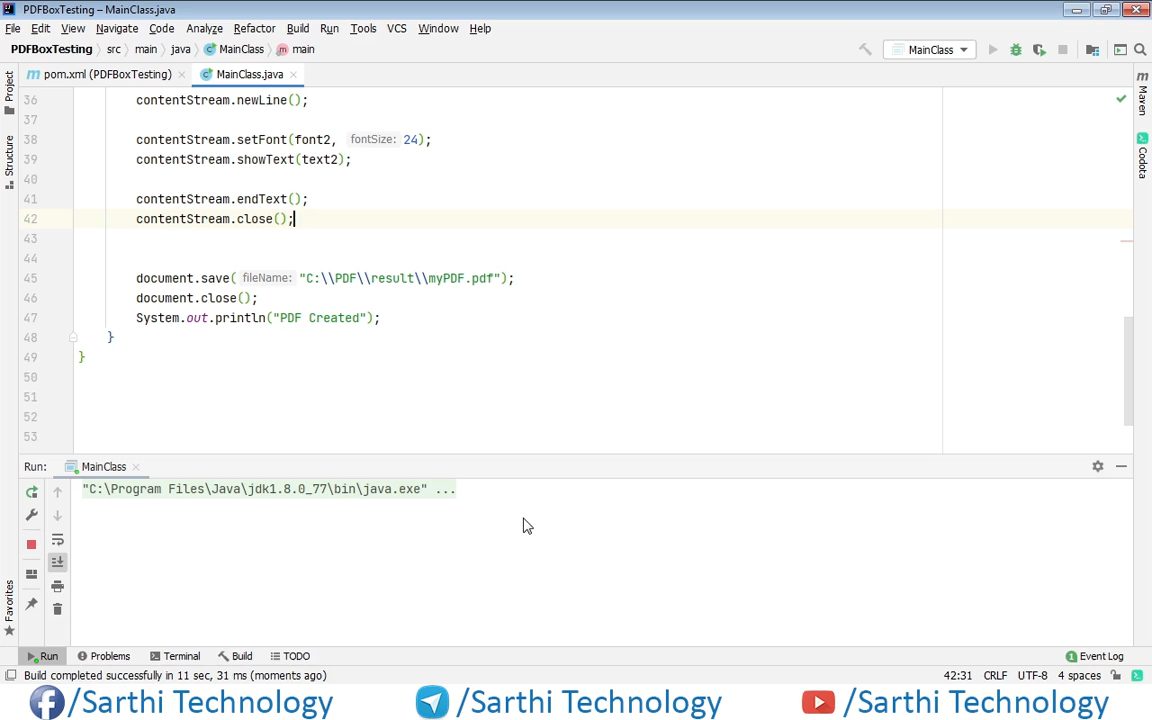 PDFBoxTesting – MainClass.java
File Edit View Navigate Code Analyze Refactor Build Run Tools VCS Window Help
PDFBoxTesting src main java MainClass main
MainClass
pom.xml (PDFBoxTesting) MainClass.java
Project
Structure
Favorites
Maven
Codota
36 contentStream.newLine();
37
38 contentStream.setFont(font2, fontSize: 24);
39 contentStream.showText(text2);
40
41 contentStream.endText();
42 contentStream.close();
43
44
45 document.save( fileName: "C:\\PDF\\result\\myPDF.pdf");
46 document.close();
47 System.out.println("PDF Created");
48 }
49 }
50
51
52
53
Run: MainClass
"C:\Program Files\Java\jdk1.8.0_77\bin\java.exe" ...
Run Problems Terminal Build TODO 1 Event Log
Build completed successfully in 11 sec, 31 ms (moments ago) 42:31 CRLF UTF-8 4 spaces
/Sarthi Technology /Sarthi Technology /Sarthi Technology